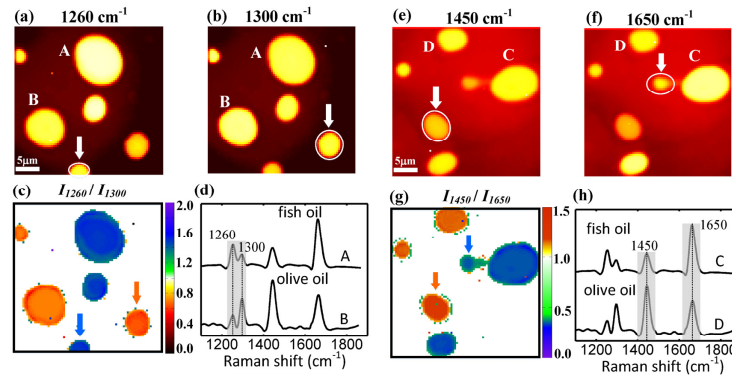 (a) 1260 cm⁻¹
A
B
5μm
(b) 1300 cm⁻¹
A
B
(c) I1260 / I1300
2.0
1.6
1.2
0.8
0.4
0.0
(d)
fish oil
1260
1300
A
olive oil
B
1200 1400 1600 1800
Raman shift (cm⁻¹)
(e) 1450 cm⁻¹
D
C
5μm
(f) 1650 cm⁻¹
D
C
(g) I1450 / I1650
1.5
1.0
0.5
0.0
(h)
1650
fish oil
1450
C
olive oil
D
1200 1400 1600 1800
Raman shift (cm⁻¹)